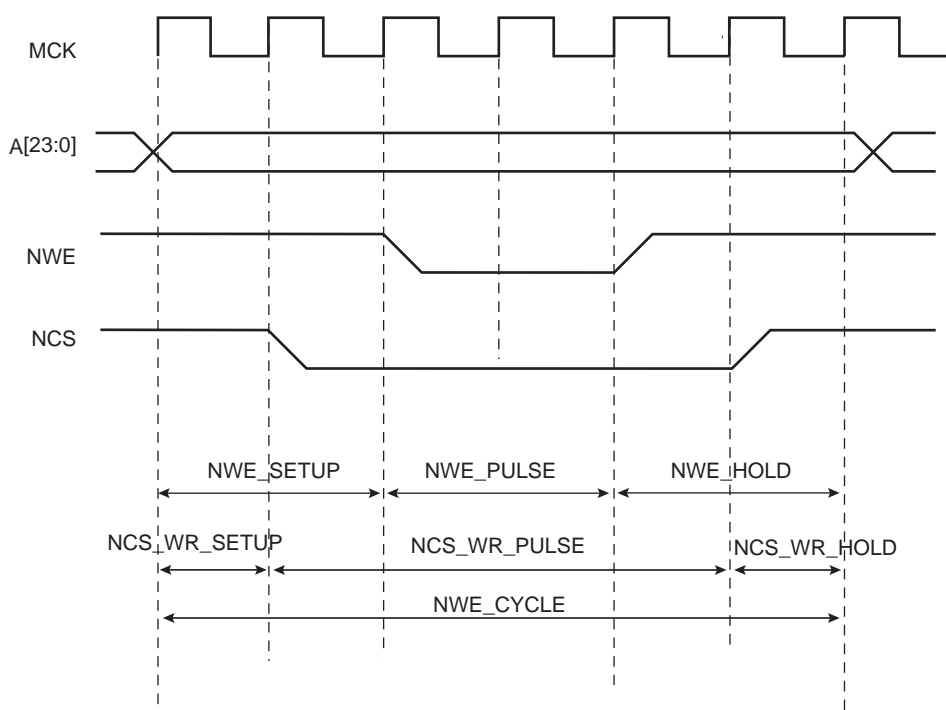 MCK
A[23:0]
NWE
NCS
NWE_SETUP NWE_PULSE NWE_HOLD
NCS_WR_SETUP NCS_WR_PULSE NCS_WR_HOLD
NWE_CYCLE